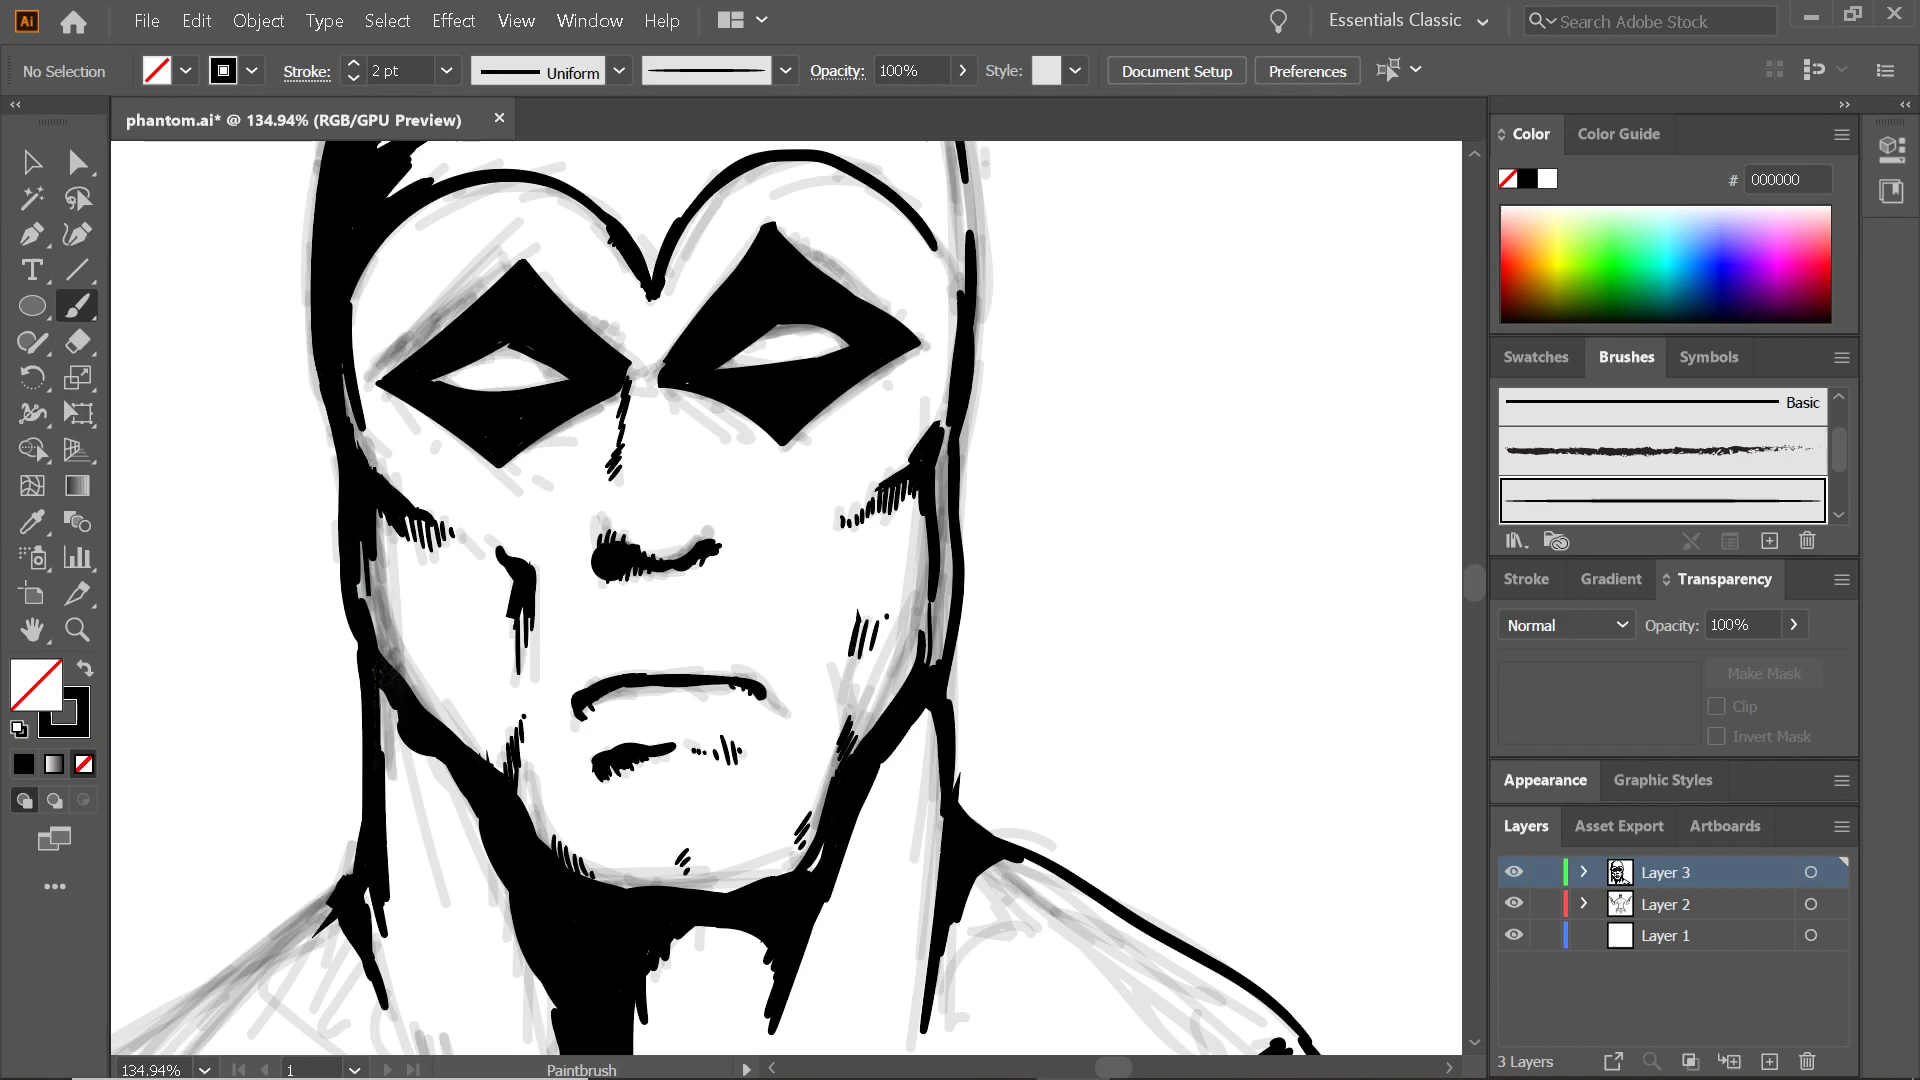 Ai File Edit Object Type Select Effect View Window Help Essentials Classic Search Adobe Stock
No Selection Stroke: 2 pt Uniform Opacity: 100% Style: Document Setup Preferences
phantom.ai* @ 134.94% (RGB/GPU Preview)
Color Color Guide
# 000000
Swatches Brushes Symbols
Basic
Stroke Gradient Transparency
Normal Opacity: 100%
Make Mask
Clip
Invert Mask
Appearance Graphic Styles
Layers Asset Export Artboards
Layer 3
Layer 2
Layer 1
3 Layers
134.94% 1 Paintbrush